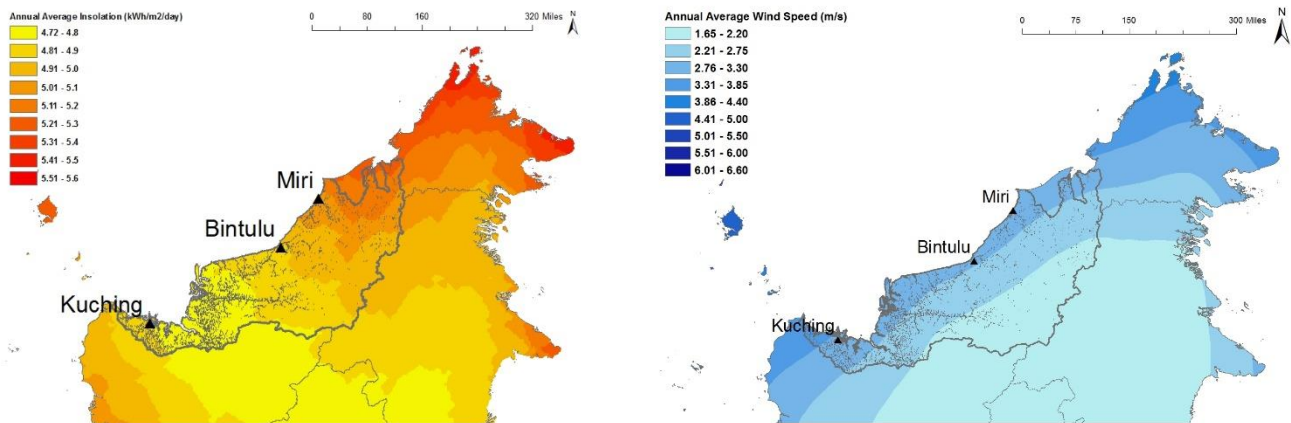 Annual Average Insolation (kWh/m2/day)
4.72 - 4.8
4.81 - 4.9
4.91 - 5.0
5.01 - 5.1
5.11 - 5.2
5.21 - 5.3
5.31 - 5.4
5.41 - 5.5
5.51 - 5.6
0 80 160 320 Miles
N
Miri
Bintulu
Kuching
Annual Average Wind Speed (m/s)
1.65 - 2.20
2.21 - 2.75
2.76 - 3.30
3.31 - 3.85
3.86 - 4.40
4.41 - 5.00
5.01 - 5.50
5.51 - 6.00
6.01 - 6.60
0 75 150 300 Miles
N
Miri
Bintulu
Kuching